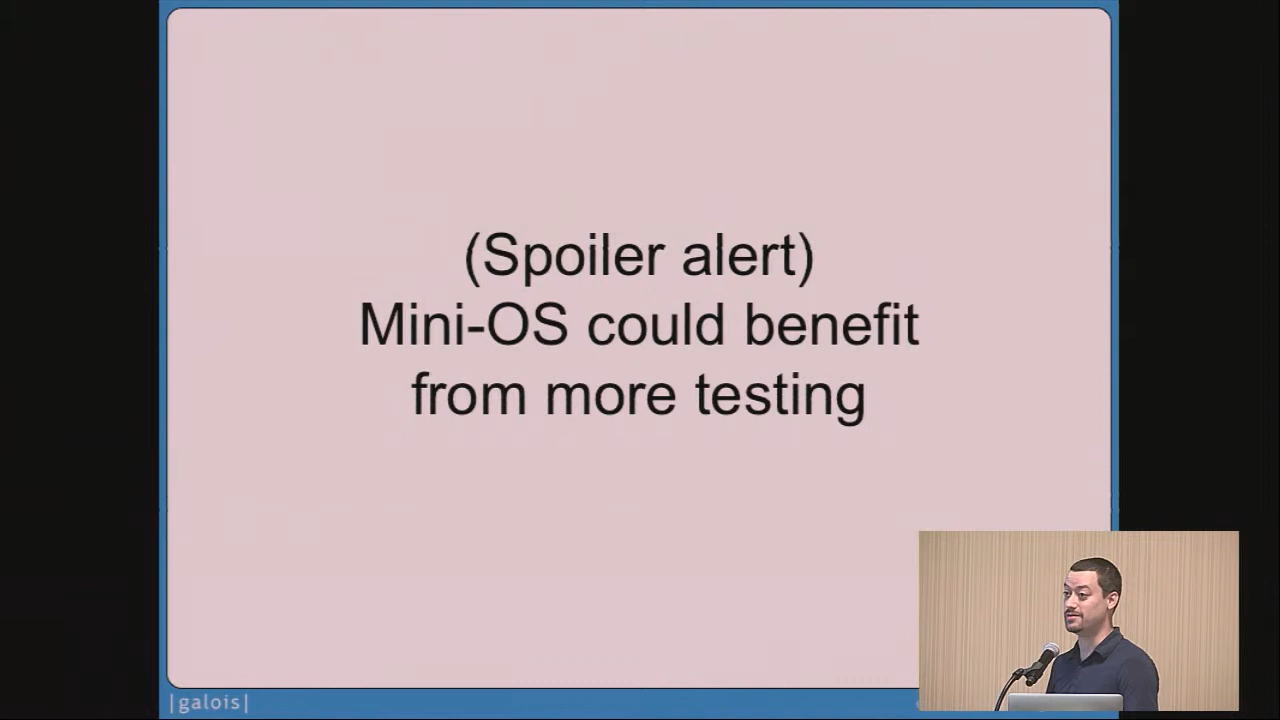 (Spoiler alert)
Mini-OS could benefit
from more testing
|galois|